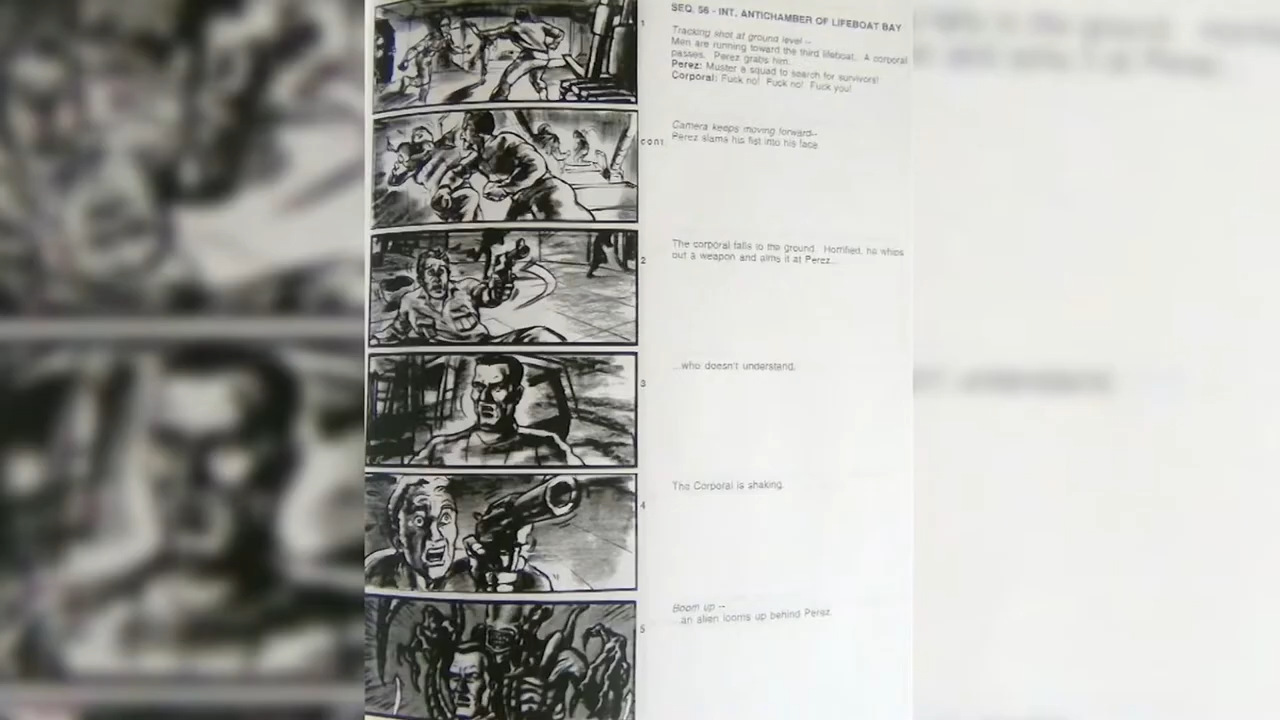 SEQ. 56 - INT. ANTICHAMBER OF LIFEBOAT BAY
1
Tracking shot at ground level --
Men are running toward the third lifeboat. A corporal
passes. Perez grabs him.
Perez: Muster a squad to search for survivors!
Corporal: Fuck no! Fuck no! Fuck you!
cont
Camera keeps moving forward--
Perez slams his fist into his face.
2
The corporal falls to the ground. Horrified, he whips
out a weapon and aims it at Perez...
3
...who doesn't understand.
4
The Corporal is shaking.
5
Boom up --
...an alien looms up behind Perez.